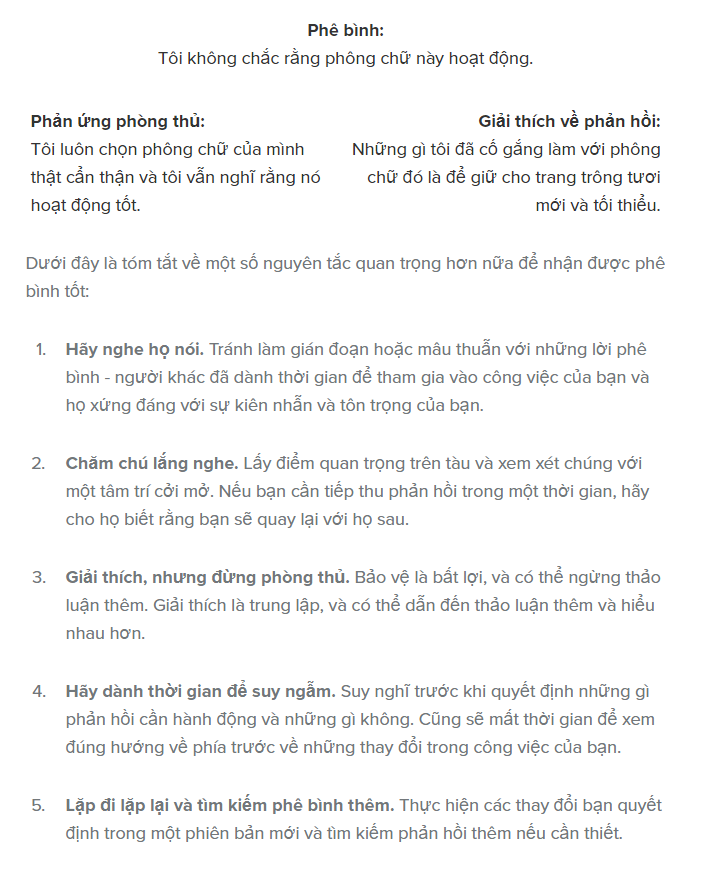 Phê bình:
Tôi không chắc rằng phông chữ này hoạt động.
Phản ứng phòng thủ:
Tôi luôn chọn phông chữ của mình
thật cẩn thận và tôi vẫn nghĩ rằng nó
hoạt động tốt.
Giải thích về phản hồi:
Những gì tôi đã cố gắng làm với phông
chữ đó là để giữ cho trang trông tươi
mới và tối thiểu.
Dưới đây là tóm tắt về một số nguyên tắc quan trọng hơn nữa để nhận được phê
bình tốt:
1. Hãy nghe họ nói. Tránh làm gián đoạn hoặc mâu thuẫn với những lời phê
bình - người khác đã dành thời gian để tham gia vào công việc của bạn và
họ xứng đáng với sự kiên nhẫn và tôn trọng của bạn.
2. Chăm chú lắng nghe. Lấy điểm quan trọng trên tàu và xem xét chúng với
một tâm trí cởi mở. Nếu bạn cần tiếp thu phản hồi trong một thời gian, hãy
cho họ biết rằng bạn sẽ quay lại với họ sau.
3. Giải thích, nhưng đừng phòng thủ. Bảo vệ là bất lợi, và có thể ngừng thảo
luận thêm. Giải thích là trung lập, và có thể dẫn đến thảo luận thêm và hiểu
nhau hơn.
4. Hãy dành thời gian để suy ngẫm. Suy nghĩ trước khi quyết định những gì
phản hồi cần hành động và những gì không. Cũng sẽ mất thời gian để xem
đúng hướng về phía trước về những thay đổi trong công việc của bạn.
5. Lặp đi lặp lại và tìm kiếm phê bình thêm. Thực hiện các thay đổi bạn quyết
định trong một phiên bản mới và tìm kiếm phản hồi thêm nếu cần thiết.